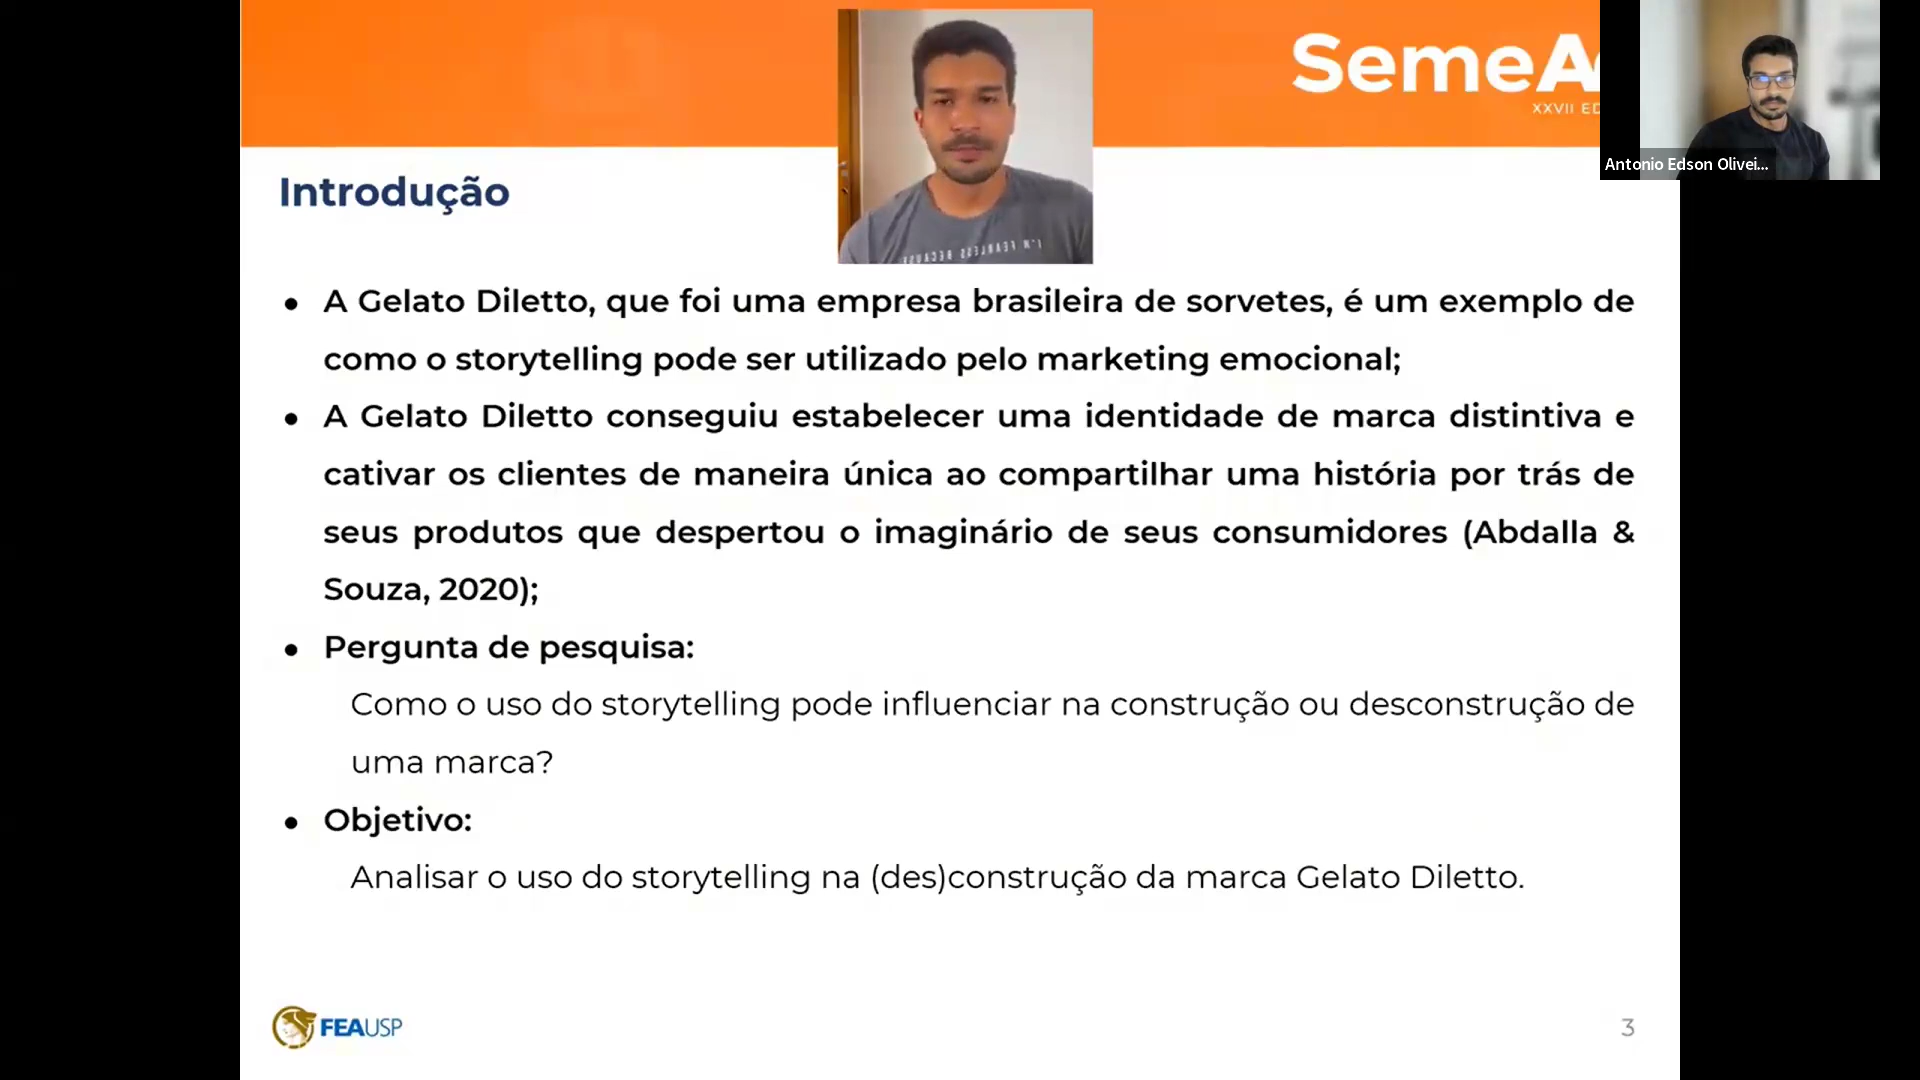 SemeA
XXVII ED
Antonio Edson Olivei...
Introdução
I'M FEARLESS BECAUSE
• A Gelato Diletto, que foi uma empresa brasileira de sorvetes, é um exemplo de
como o storytelling pode ser utilizado pelo marketing emocional;
• A Gelato Diletto conseguiu estabelecer uma identidade de marca distintiva e
cativar os clientes de maneira única ao compartilhar uma história por trás de
seus produtos que despertou o imaginário de seus consumidores (Abdalla &
Souza, 2020);
• Pergunta de pesquisa:
Como o uso do storytelling pode influenciar na construção ou desconstrução de
uma marca?
• Objetivo:
Analisar o uso do storytelling na (des)construção da marca Gelato Diletto.
FEAUSP
3